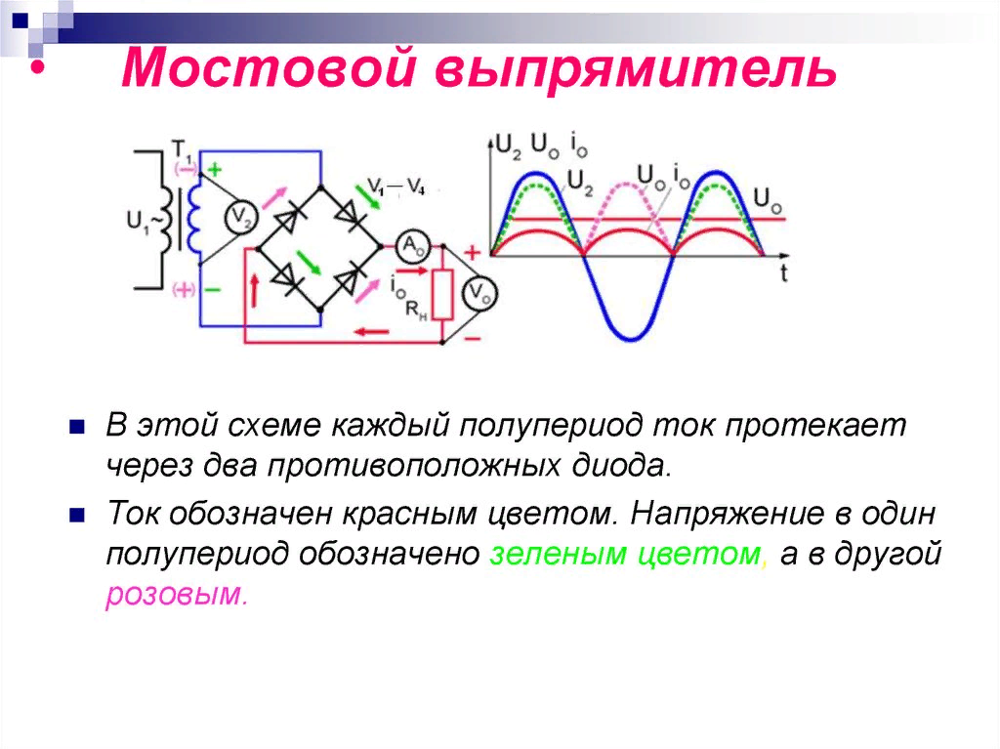 • Мостовой выпрямитель
T1
(−) +
U1~
V2
(+) −
V1 — V4
A0
i0
RH
+
V0
−
U2 U0 i0
U2
U0 i0
U0
t
В этой схеме каждый полупериод ток протекает
через два противоположных диода.
Ток обозначен красным цветом. Напряжение в один
полупериод обозначено зеленым цветом, а в другой
розовым.